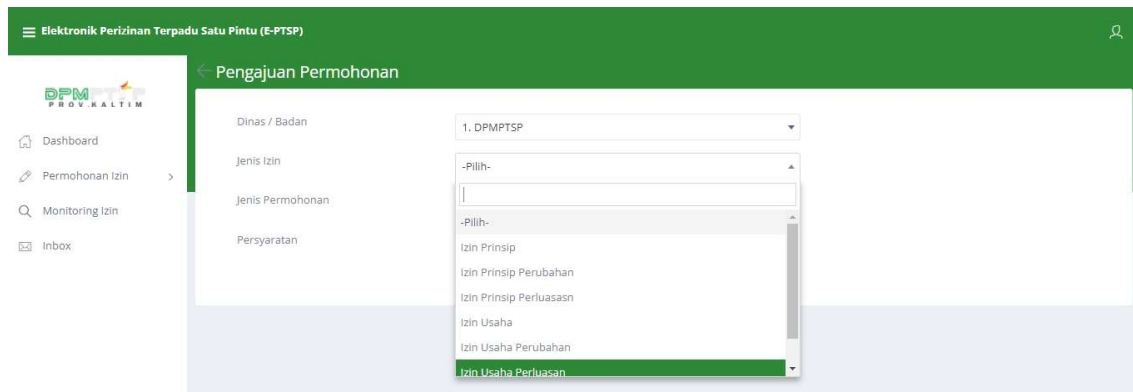 Elektronik Perizinan Terpadu Satu Pintu (E-PTSP)
Pengajuan Permohonan
DPMPTSP
PROV.KALTIM
Dashboard
Permohonan Izin
Monitoring Izin
Inbox
Dinas / Badan
1. DPMPTSP
Jenis Izin
-Pilih-
Jenis Permohonan
Persyaratan
-Pilih-
Izin Prinsip
Izin Prinsip Perubahan
Izin Prinsip Perluasasn
Izin Usaha
Izin Usaha Perubahan
Izin Usaha Perluasan